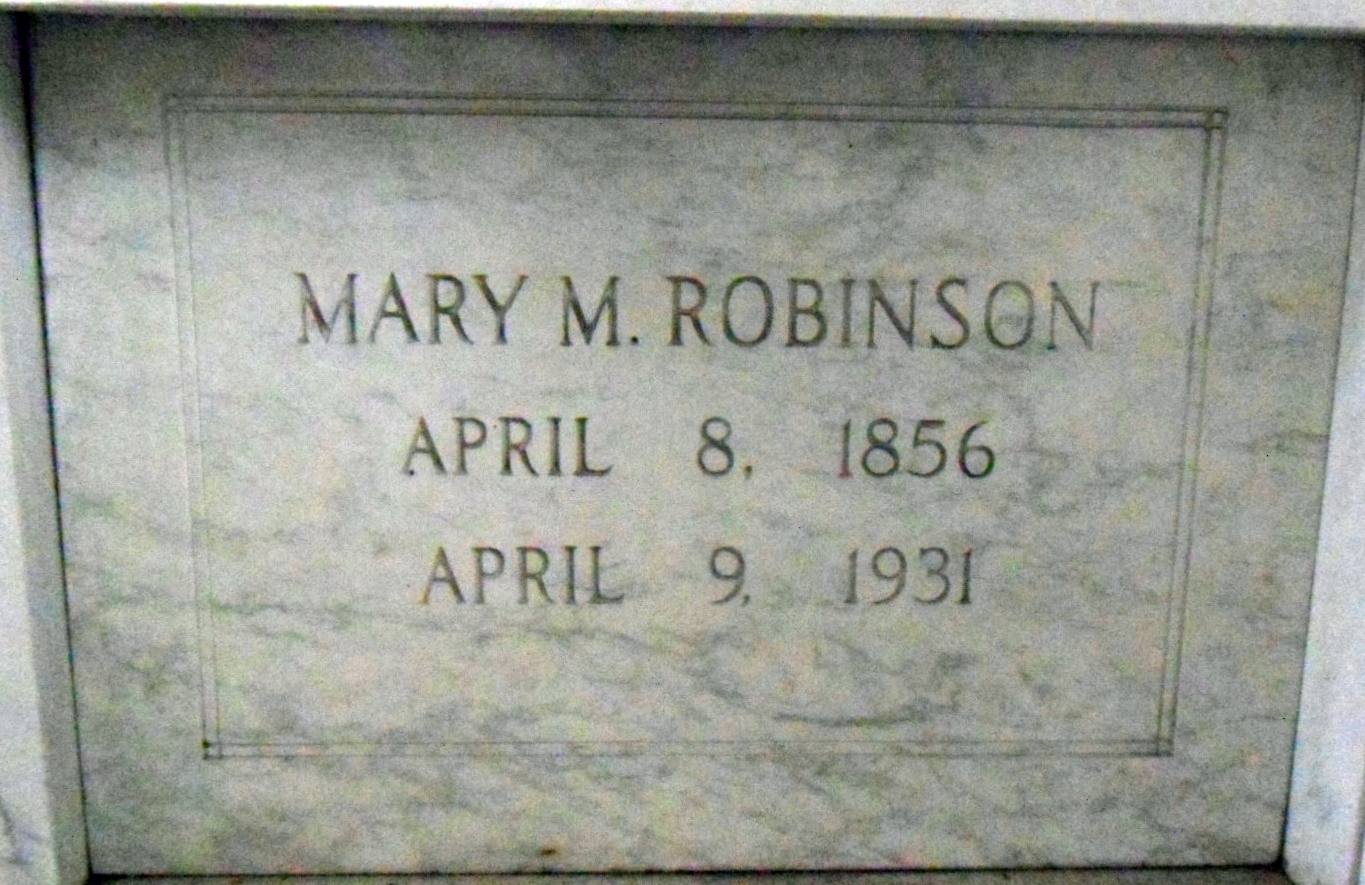 MARY M. ROBINSON
APRIL 8, 1856
APRIL 9, 1931